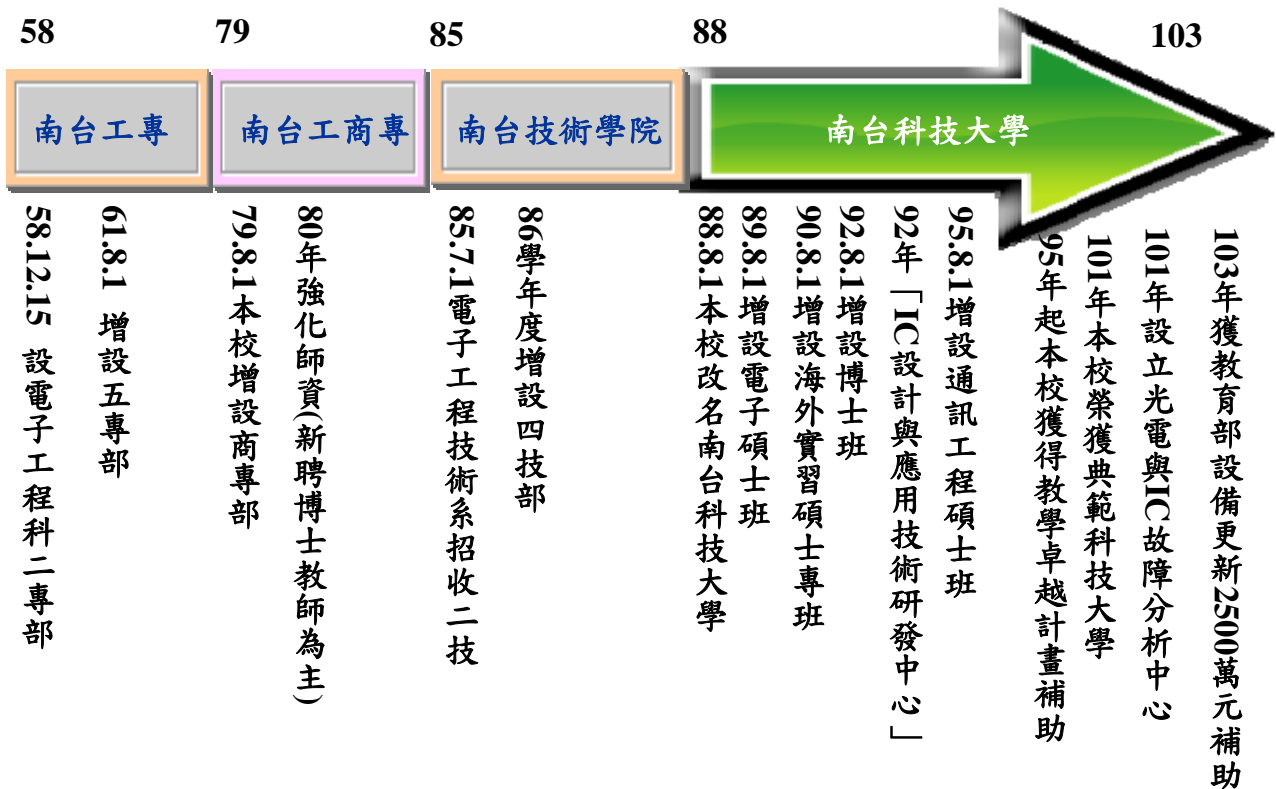 58
79
85
88
103
南台工專
南台工商專
南台技術學院
南台科技大學
58.12.15 設電子工程科二專部
61.8.1 增設五專部
79.8.1本校增設商專部
80年強化師資(新聘博士教師為主)
85.7.1電子工程技術系招收二技
86學年度增設四技部
88.8.1本校改名南台科技大學
89.8.1增設電子碩士班
90.8.1增設海外實習碩士專班
92.8.1增設博士班
92年「IC設計與應用技術研發中心」
95.8.1增設通訊工程碩士班
95年起本校獲得教學卓越計畫補助
101年本校榮獲典範科技大學
101年設立光電與IC故障分析中心
103年獲教育部設備更新2500萬元補助